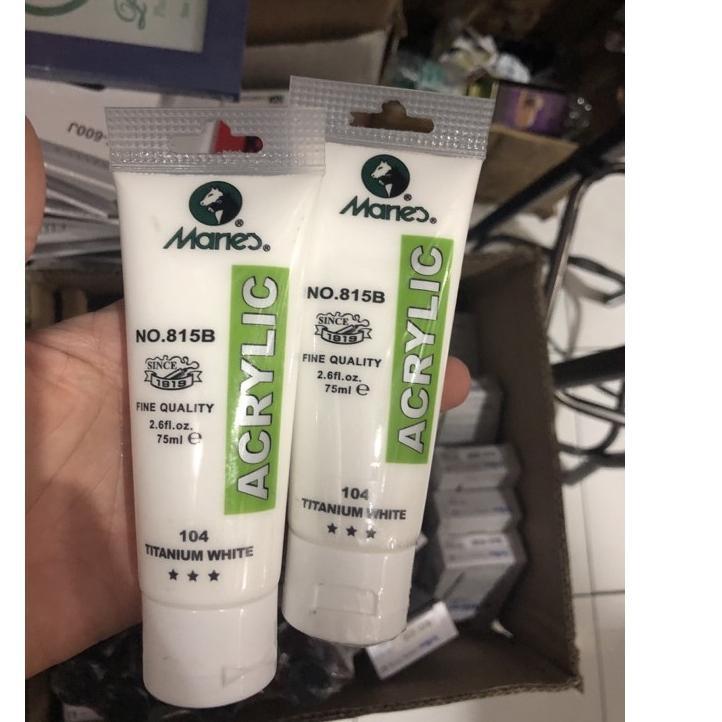 Maries®
NO.815B
SINCE
1919
FINE QUALITY
2.6fl.oz.
75ml ℮
ACRYLIC
104
TITANIUM WHITE
Maries®
NO.815B
SINCE
1919
FINE QUALITY
2.6fl.oz.
75ml ℮
ACRYLIC
104
TITANIUM WHITE